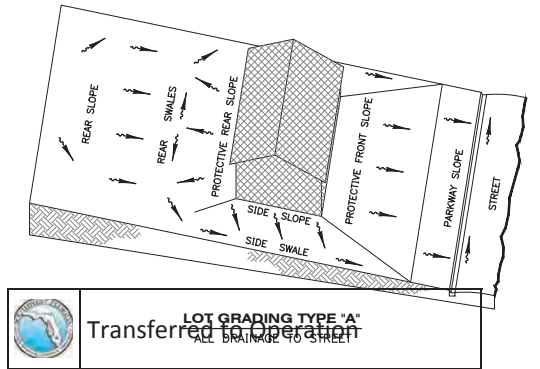 REAR SLOPE
REAR SWALES
PROTECTIVE REAR SLOPE
SIDE SLOPE
SIDE SWALE
PROTECTIVE FRONT SLOPE
PARKWAY SLOPE
STREET
LOT GRADING TYPE "A"
Transferred to Operation
ALL DRAINAGE TO STREET